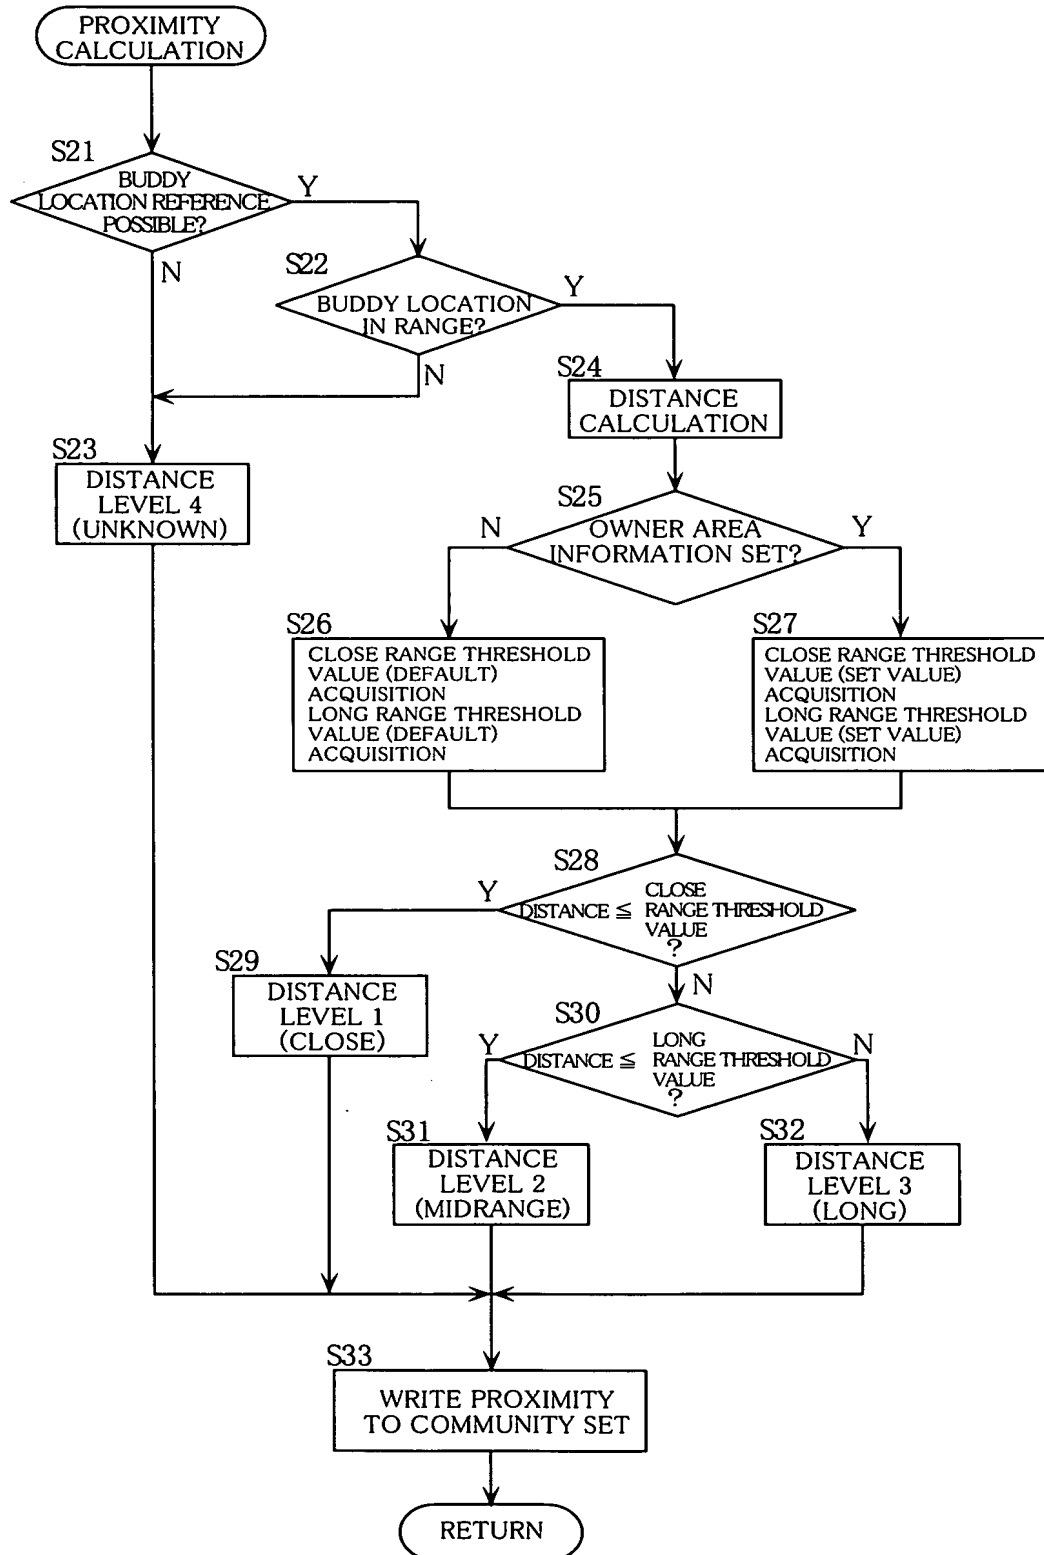 PROXIMITY
CALCULATION
S21
BUDDY
LOCATION REFERENCE
POSSIBLE?
Y
N
S22
BUDDY LOCATION
IN RANGE?
Y
N
S23
DISTANCE
LEVEL 4
(UNKNOWN)
S24
DISTANCE
CALCULATION
S25
OWNER AREA
INFORMATION SET?
N
Y
S26
CLOSE RANGE THRESHOLD
VALUE (DEFAULT)
ACQUISITION
LONG RANGE THRESHOLD
VALUE (DEFAULT)
ACQUISITION
S27
CLOSE RANGE THRESHOLD
VALUE (SET VALUE)
ACQUISITION
LONG RANGE THRESHOLD
VALUE (SET VALUE)
ACQUISITION
S28
Y
CLOSE
DISTANCE ≦ RANGE THRESHOLD
VALUE
?
N
S29
DISTANCE
LEVEL 1
(CLOSE)
S30
Y
LONG
DISTANCE ≦ RANGE THRESHOLD
VALUE
?
N
S31
DISTANCE
LEVEL 2
(MIDRANGE)
S32
DISTANCE
LEVEL 3
(LONG)
S33
WRITE PROXIMITY
TO COMMUNITY SET
RETURN